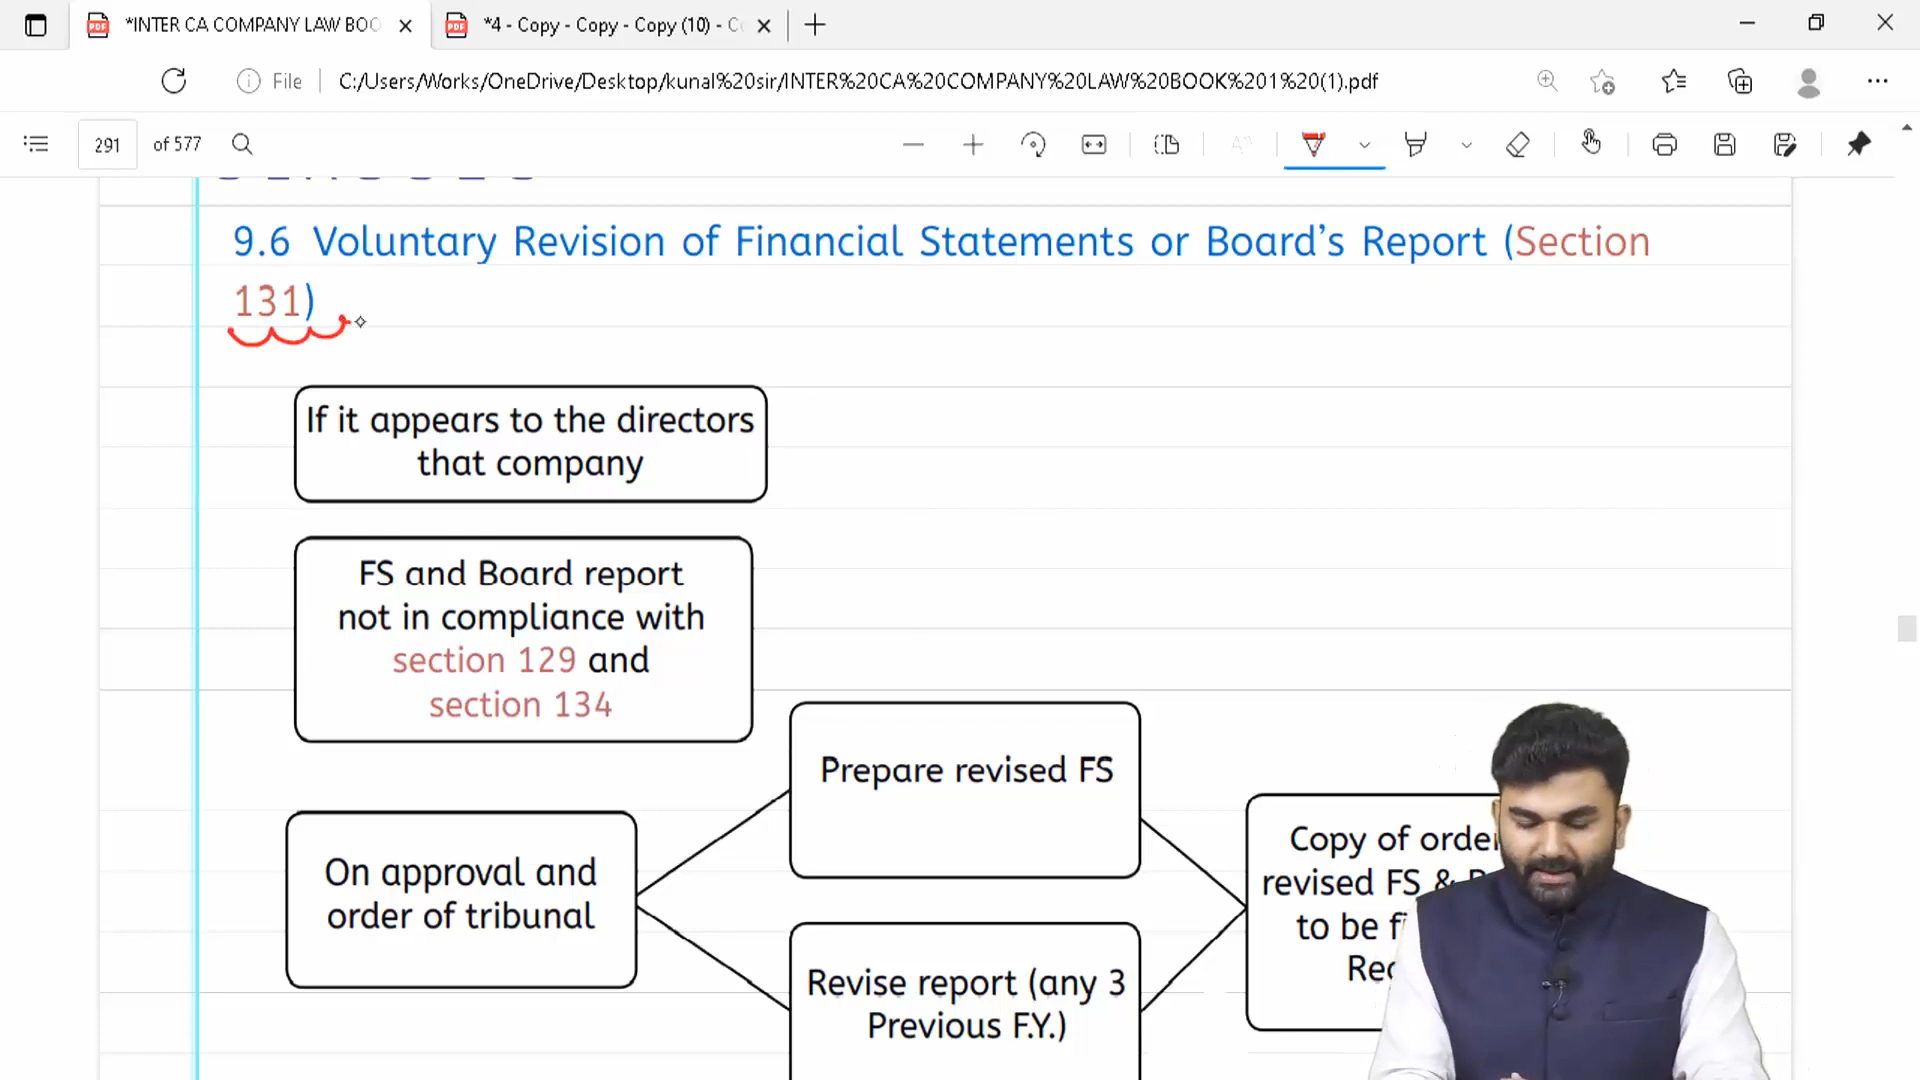 *INTER CA COMPANY LAW BOO
*4 - Copy - Copy - Copy (10) - C
File
C:/Users/Works/OneDrive/Desktop/kunal%20sir/INTER%20CA%20COMPANY%20LAW%20BOOK%201%20(1).pdf
291 of 577
9.6 Voluntary Revision of Financial Statements or Board's Report (Section
131)
If it appears to the directors
that company
FS and Board report
not in compliance with
section 129 and
section 134
On approval and
order of tribunal
Prepare revised FS
Revise report (any 3
Previous F.Y.)
Copy of order
revised FS &
to be